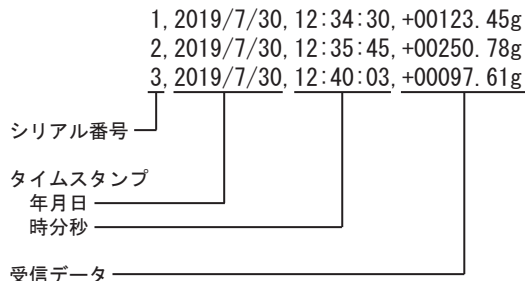 1, 2019/7/30, 12:34:30, +00123.45g
2, 2019/7/30, 12:35:45, +00250.78g
3, 2019/7/30, 12:40:03, +00097.61g
シリアル番号
タイムスタンプ
年月日
時分秒
受信データ